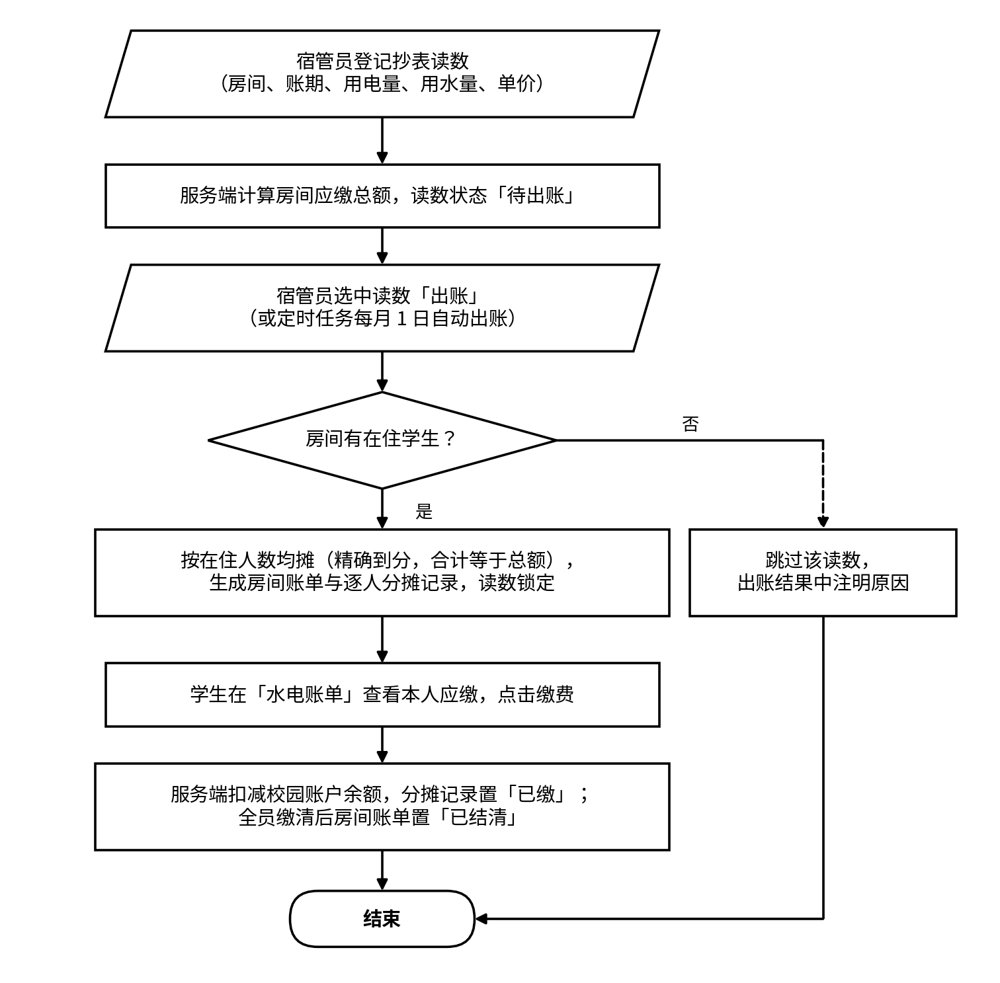 宿管员登记抄表读数
（房间、账期、用电量、用水量、单价）
服务端计算房间应缴总额，读数状态「待出账」
宿管员选中读数「出账」
（或定时任务每月 1 日自动出账）
房间有在住学生？
否
是
按在住人数均摊（精确到分，合计等于总额），
生成房间账单与逐人分摊记录，读数锁定
跳过该读数，
出账结果中注明原因
学生在「水电账单」查看本人应缴，点击缴费
服务端扣减校园账户余额，分摊记录置「已缴」；
全员缴清后房间账单置「已结清」
结束